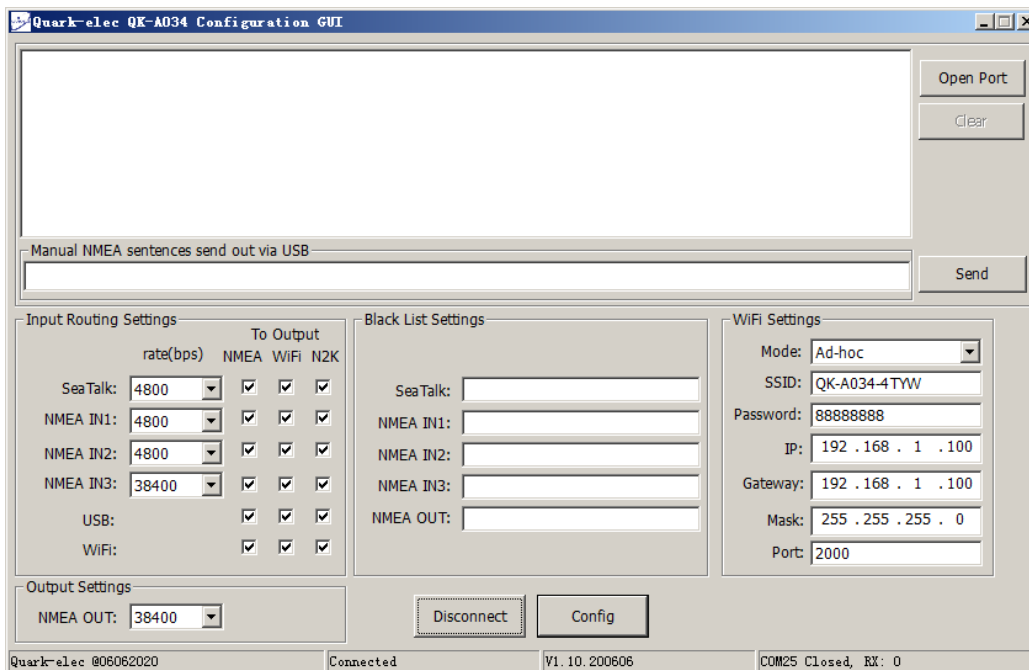 Quark-elec QK-A034 Configuration GUI
Open Port
Clear
Manual NMEA sentences send out via USB
Send
Input Routing Settings
To Output
rate(bps) NMEA WiFi N2K
SeaTalk: 4800
NMEA IN1: 4800
NMEA IN2: 4800
NMEA IN3: 38400
USB:
WiFi:
Black List Settings
SeaTalk:
NMEA IN1:
NMEA IN2:
NMEA IN3:
NMEA OUT:
WiFi Settings
Mode: Ad-hoc
SSID: QK-A034-4TYW
Password: 88888888
IP: 192 .168 . 1 .100
Gateway: 192 .168 . 1 .100
Mask: 255 .255 .255 . 0
Port: 2000
Output Settings
NMEA OUT: 38400
Disconnect
Config
Quark-elec @06062020
Connected
V1.10.200606
COM25 Closed, RX: 0